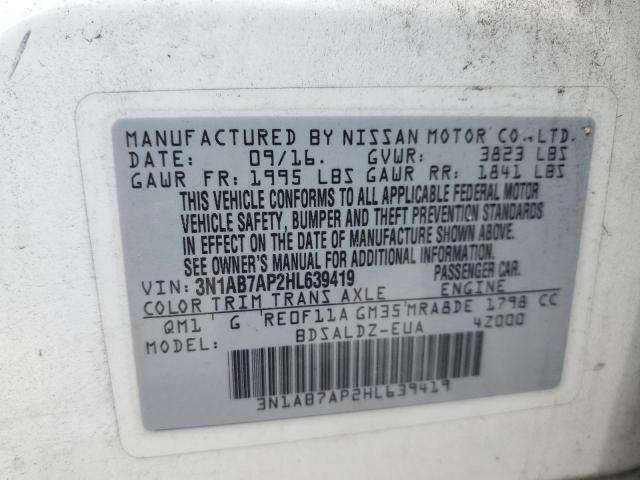 MANUFACTURED BY NISSAN MOTOR CO.,LTD.
DATE: 09/16. GVWR: 3823 LBS
GAWR FR: 1995 LBS GAWR RR: 1841 LBS
THIS VEHICLE CONFORMS TO ALL APPLICABLE FEDERAL MOTOR
VEHICLE SAFETY, BUMPER AND THEFT PREVENTION STANDARDS
IN EFFECT ON THE DATE OF MANUFACTURE SHOWN ABOVE.
SEE OWNER'S MANUAL FOR ADDITIONAL INFORMATION.
VIN: 3N1AB7AP2HL639419 PASSENGER CAR.
COLOR TRIM TRANS AXLE ENGINE
QM1 G RE0F11A GM35 MRA8DE 1798 CC
MODEL: BDSALDZ-EUA 4Z000
3N1AB7AP2HL639419